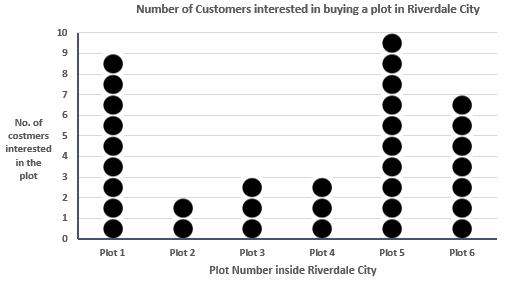 Number of Customers interested in buying a plot in Riverdale City
10
9
8
7
6
5
4
3
2
1
0
No. of
costmers
interested
in the
plot
Plot 1 Plot 2 Plot 3 Plot 4 Plot 5 Plot 6
Plot Number inside Riverdale City